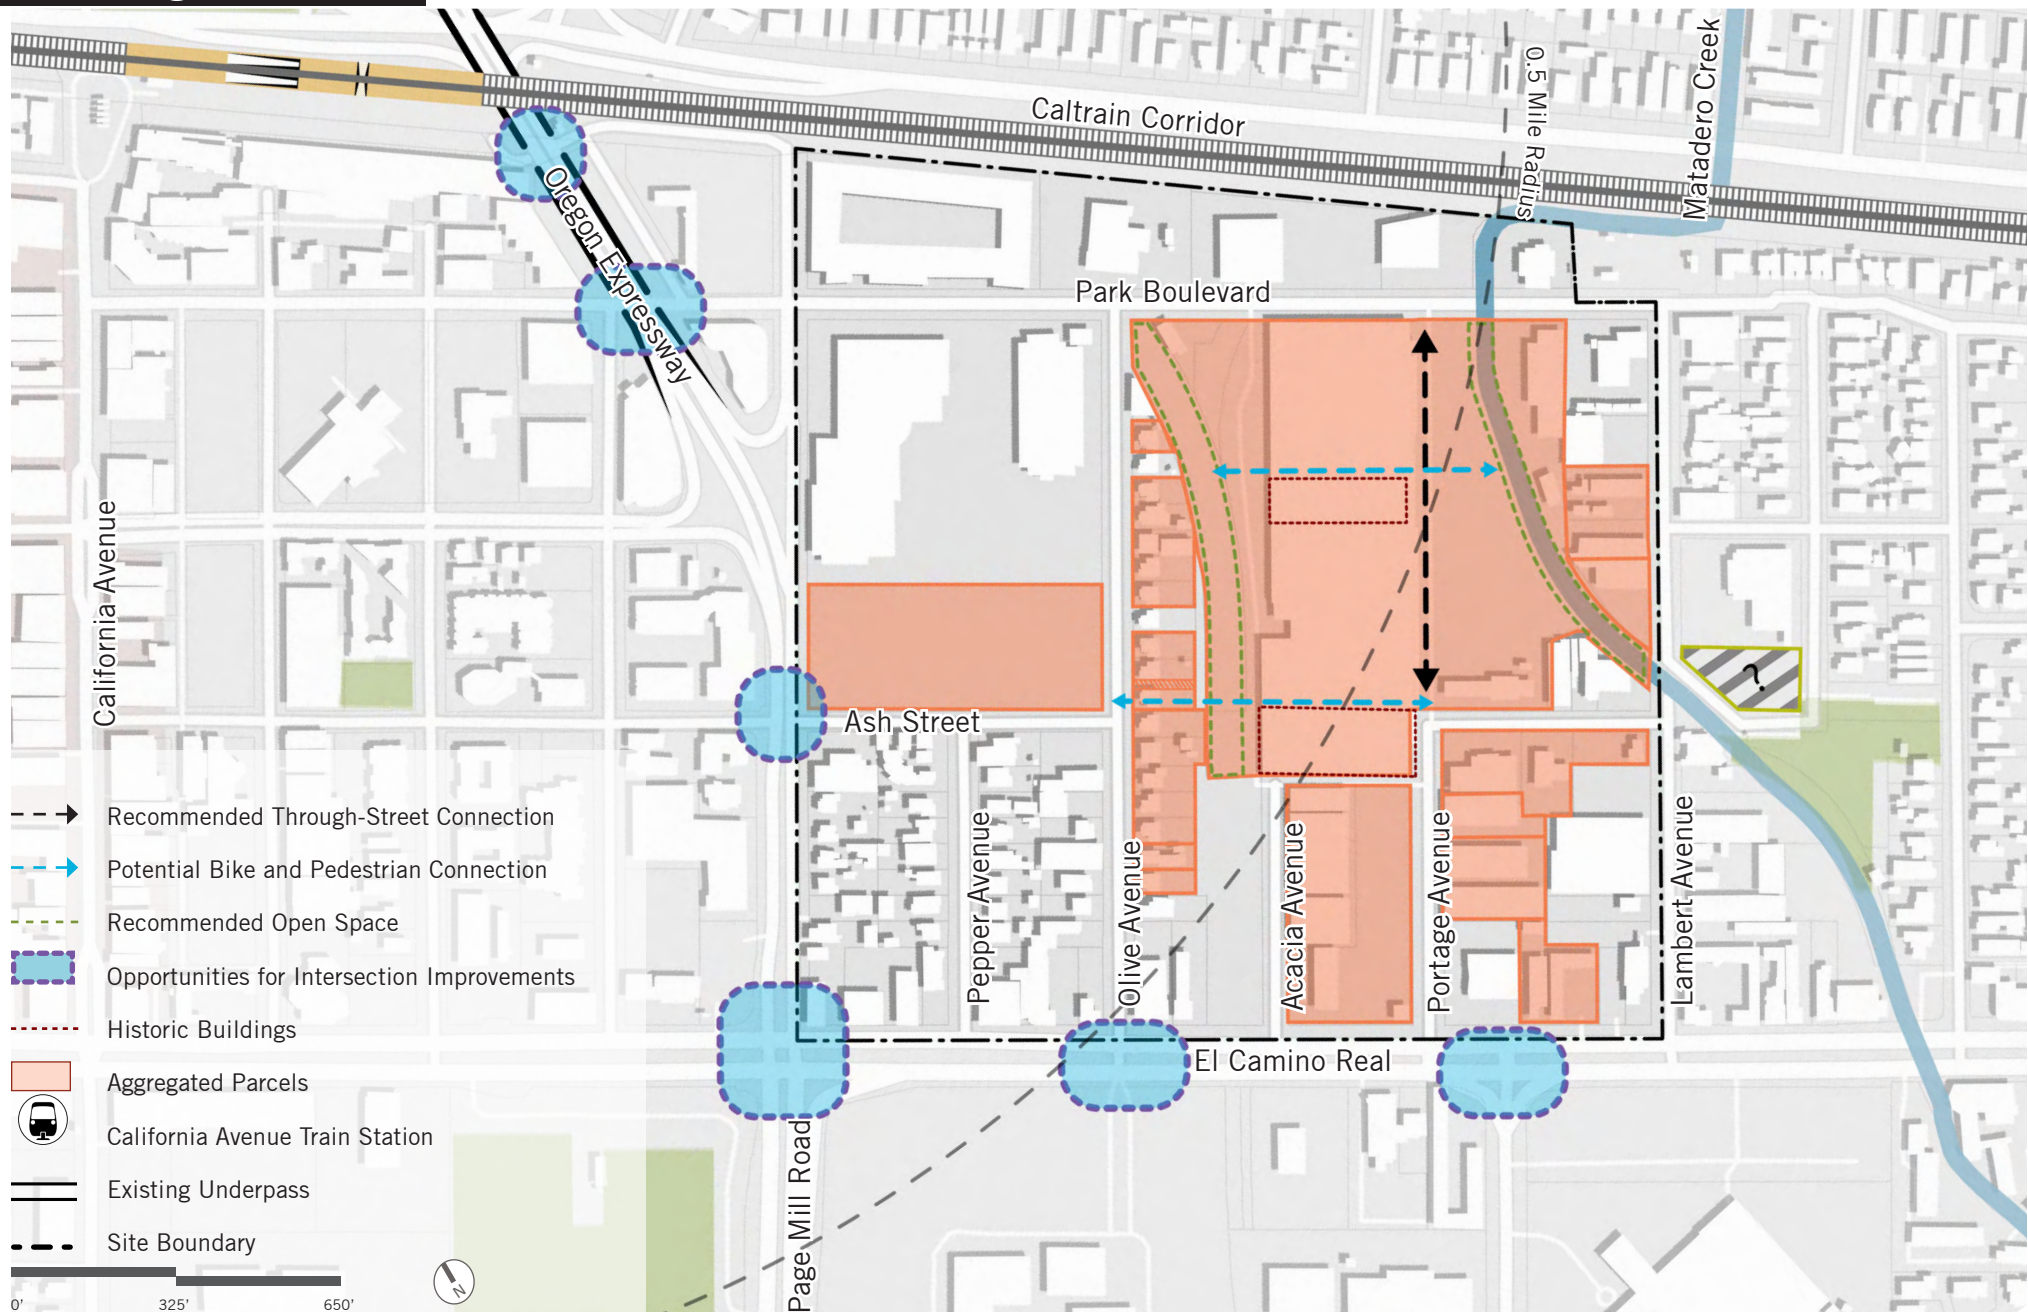 Caltrain Corridor
0.5 Mile Radius
Matadero Creek
Oregon Expressway
Park Boulevard
California Avenue
?
Ash Street
Pepper Avenue
Olive Avenue
Acacia Avenue
Portage Avenue
Lambert Avenue
El Camino Real
Page Mill Road
Recommended Through-Street Connection
Potential Bike and Pedestrian Connection
Recommended Open Space
Opportunities for Intersection Improvements
Historic Buildings
Aggregated Parcels
California Avenue Train Station
Existing Underpass
Site Boundary
0' 325' 650'
N